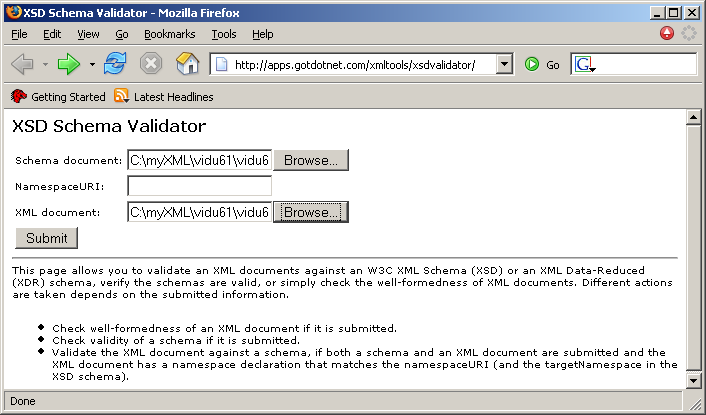 XSD Schema Validator - Mozilla Firefox
File Edit View Go Bookmarks Tools Help
http://apps.gotdotnet.com/xmltools/xsdvalidator/ Go G
Getting Started Latest Headlines
XSD Schema Validator
Schema document: C:\myXML\vidu61\vidu6 Browse...
NamespaceURI:
XML document: C:\myXML\vidu61\vidu6 Browse...
Submit
This page allows you to validate an XML documents against an W3C XML Schema (XSD) or an XML Data-Reduced
(XDR) schema, verify the schemas are valid, or simply check the well-formedness of XML documents. Different actions
are taken depends on the submitted information.
• Check well-formedness of an XML document if it is submitted.
• Check validity of a schema if it is submitted.
• Validate the XML document against a schema, if both a schema and an XML document are submitted and the
XML document has a namespace declaration that matches the namespaceURI (and the targetNamespace in the
XSD schema).
Done